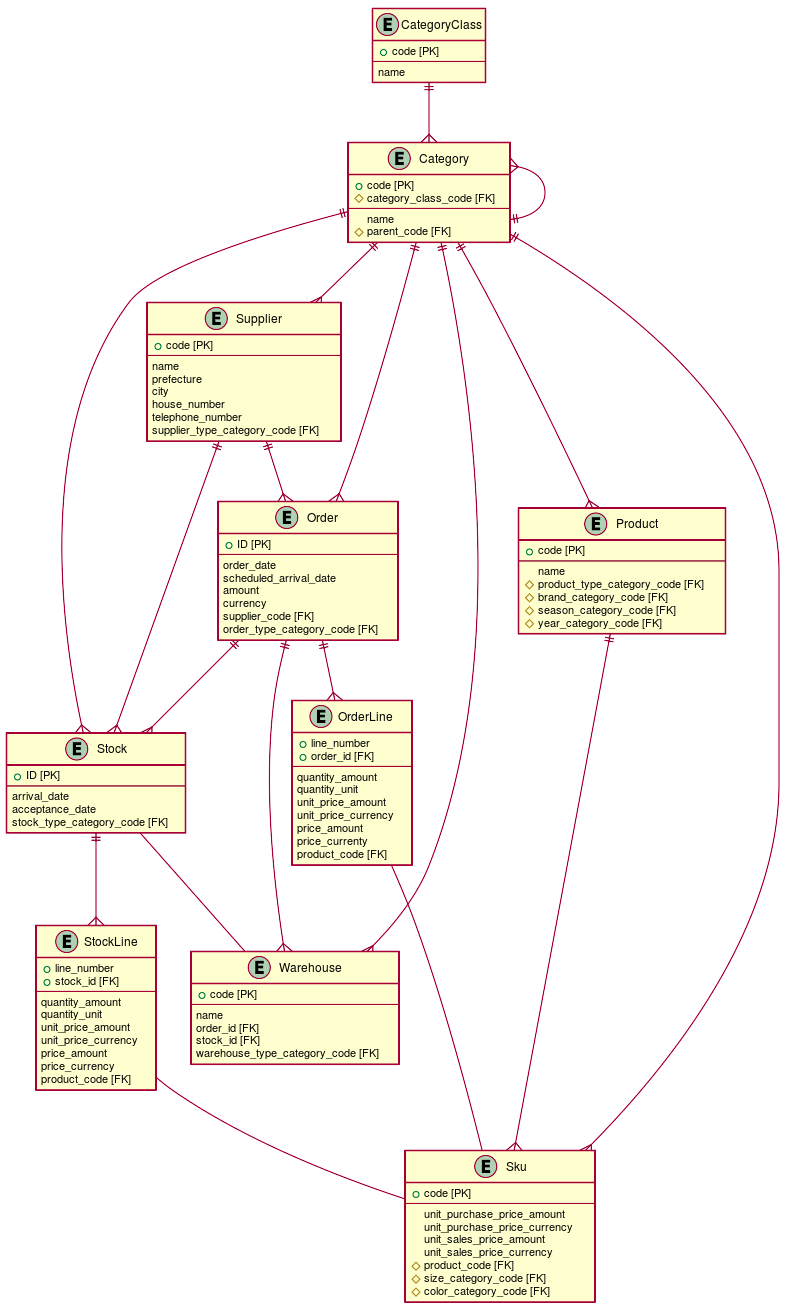 E CategoryClass
code [PK]
name
E Category
code [PK]
category_class_code [FK]
name
parent_code [FK]
E Supplier
code [PK]
name
prefecture
city
house_number
telephone_number
supplier_type_category_code [FK]
E Order
ID [PK]
order_date
scheduled_arrival_date
amount
currency
supplier_code [FK]
order_type_category_code [FK]
E Product
code [PK]
name
product_type_category_code [FK]
brand_category_code [FK]
season_category_code [FK]
year_category_code [FK]
E Stock
ID [PK]
arrival_date
acceptance_date
stock_type_category_code [FK]
E OrderLine
line_number
order_id [FK]
quantity_amount
quantity_unit
unit_price_amount
unit_price_currency
price_amount
price_currenty
product_code [FK]
E StockLine
line_number
stock_id [FK]
quantity_amount
quantity_unit
unit_price_amount
unit_price_currency
price_amount
price_currency
product_code [FK]
E Warehouse
code [PK]
name
order_id [FK]
stock_id [FK]
warehouse_type_category_code [FK]
E Sku
code [PK]
unit_purchase_price_amount
unit_purchase_price_currency
unit_sales_price_amount
unit_sales_price_currency
product_code [FK]
size_category_code [FK]
color_category_code [FK]